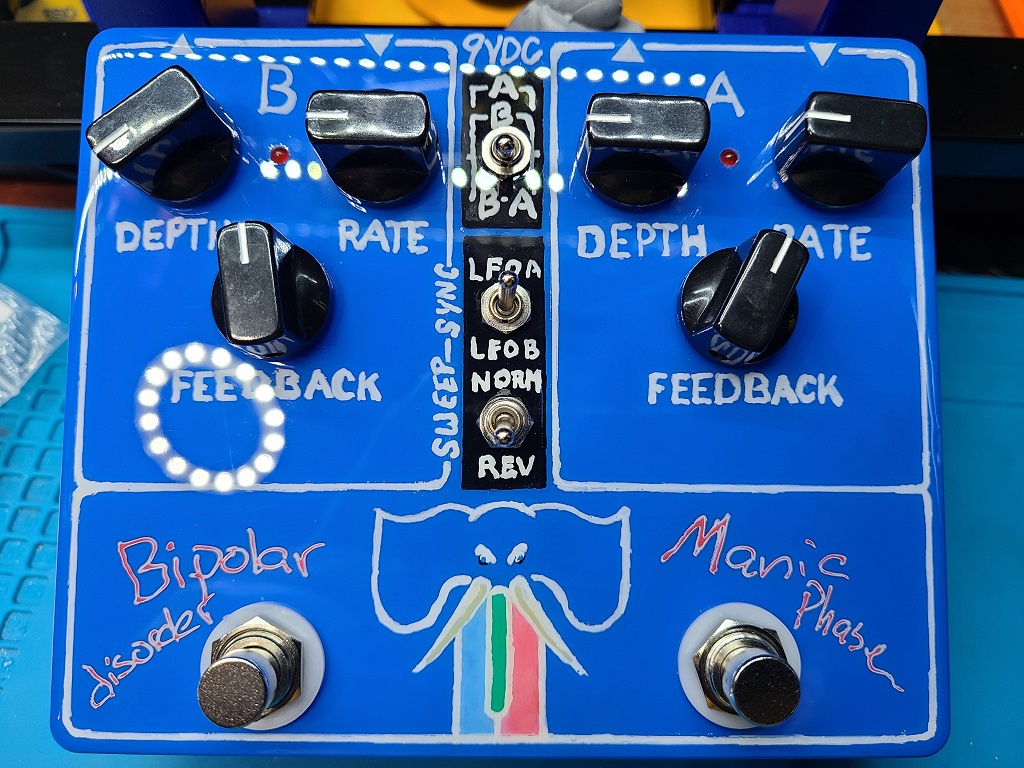 9VDC
B
A
A
B
B-A
DEPTH
RATE
DEPTH
RATE
FEEDBACK
FEEDBACK
SWEEP-SYNC
LFO A
LFO B
NORM
REV
Bipolar
disorder
Manic
Phase